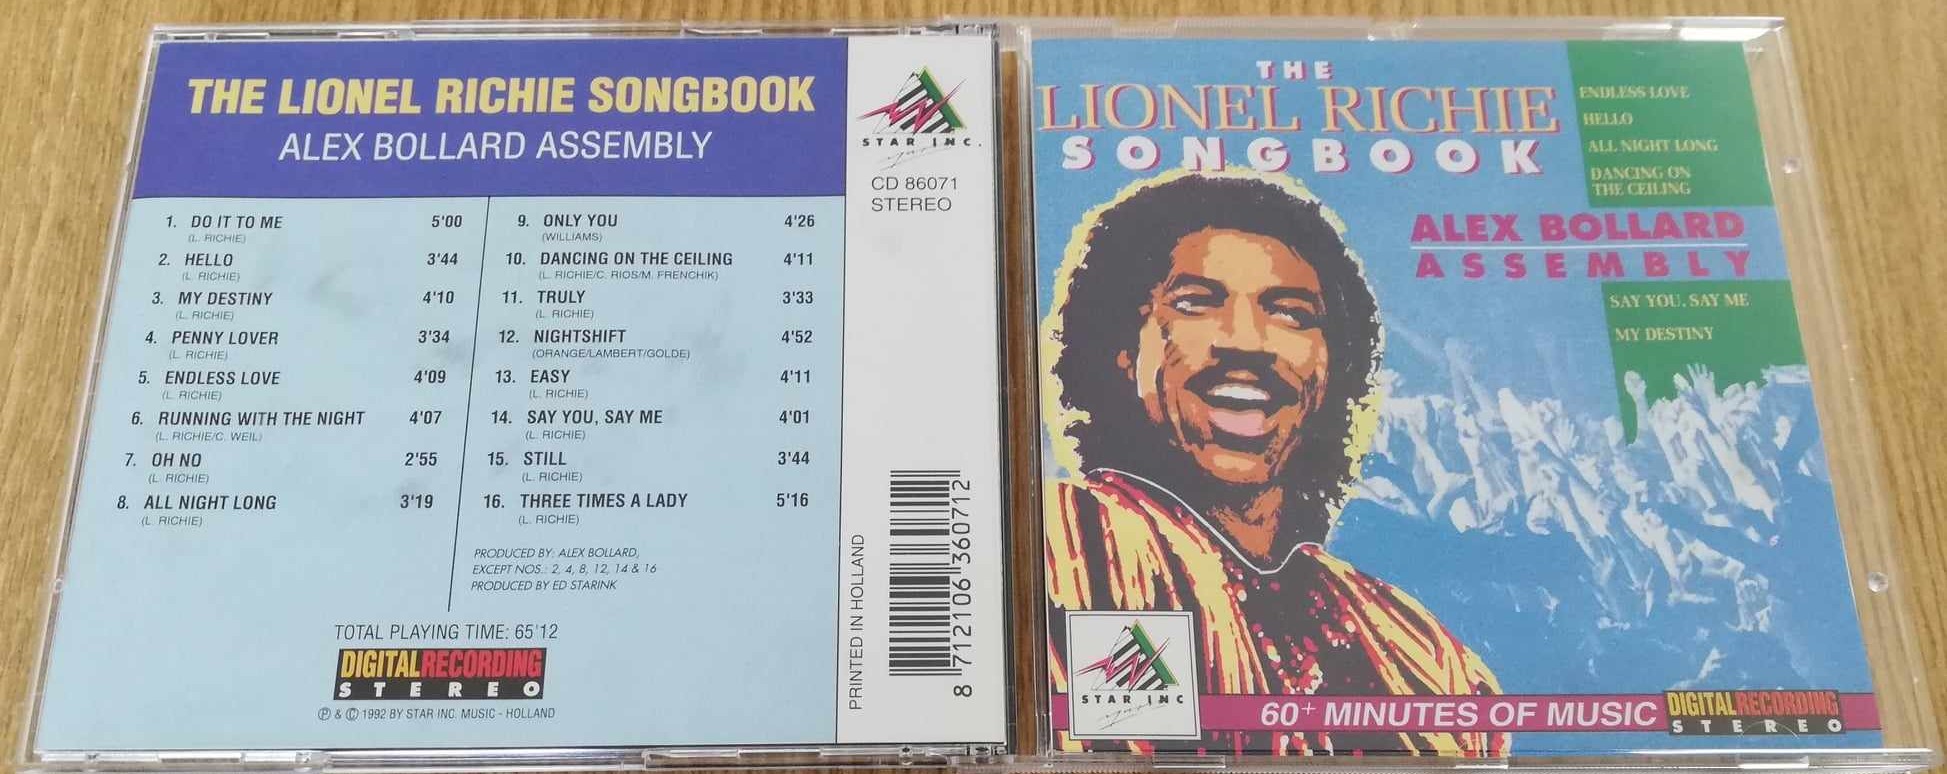 THE LIONEL RICHIE SONGBOOK
ALEX BOLLARD ASSEMBLY
1. DO IT TO ME 5'00
(L. RICHIE)
2. HELLO 3'44
(L. RICHIE)
3. MY DESTINY 4'10
(L. RICHIE)
4. PENNY LOVER 3'34
(L. RICHIE)
5. ENDLESS LOVE 4'09
(L. RICHIE)
6. RUNNING WITH THE NIGHT 4'07
(L. RICHIE/C. WEIL)
7. OH NO 2'55
(L. RICHIE)
8. ALL NIGHT LONG 3'19
(L. RICHIE)
9. ONLY YOU 4'26
(WILLIAMS)
10. DANCING ON THE CEILING 4'11
(L. RICHIE/C. RIOS/M. FRENCHIK)
11. TRULY 3'33
(L. RICHIE)
12. NIGHTSHIFT 4'52
(ORANGE/LAMBERT/GOLDE)
13. EASY 4'11
(L. RICHIE)
14. SAY YOU, SAY ME 4'01
(L. RICHIE)
15. STILL 3'44
(L. RICHIE)
16. THREE TIMES A LADY 5'16
(L. RICHIE)
PRODUCED BY: ALEX BOLLARD,
EXCEPT NOS.: 2, 4, 8, 12, 14 & 16
PRODUCED BY ED STARINK
TOTAL PLAYING TIME: 65'12
DIGITAL RECORDING
STEREO
℗ & © 1992 BY STAR INC. MUSIC - HOLLAND
STAR INC.
music
CD 86071
STEREO
PRINTED IN HOLLAND
8 712106 360712
THE
LIONEL RICHIE
SONGBOOK
ENDLESS LOVE
HELLO
ALL NIGHT LONG
DANCING ON
THE CEILING
ALEX BOLLARD
ASSEMBLY
SAY YOU, SAY ME
MY DESTINY
STAR INC
music
60+ MINUTES OF MUSIC
DIGITAL RECORDING
STEREO